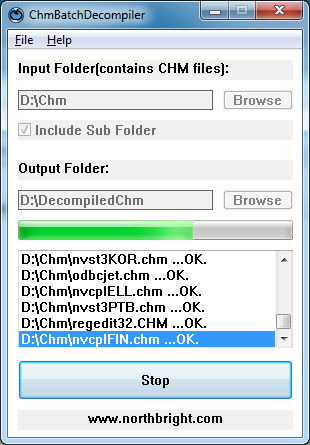 ChmBatchDecompiler
File Help
Input Folder(contains CHM files):
D:\Chm Browse
Include Sub Folder
Output Folder:
D:\DecompiledChm Browse
D:\Chm\nvst3KOR.chm ...OK.
D:\Chm\odbcjet.chm ...OK.
D:\Chm\nvcplELL.chm ...OK.
D:\Chm\nvst3PTB.chm ...OK.
D:\Chm\regedit32.CHM ...OK.
D:\Chm\nvcplFIN.chm ...OK.
Stop
www.northbright.com